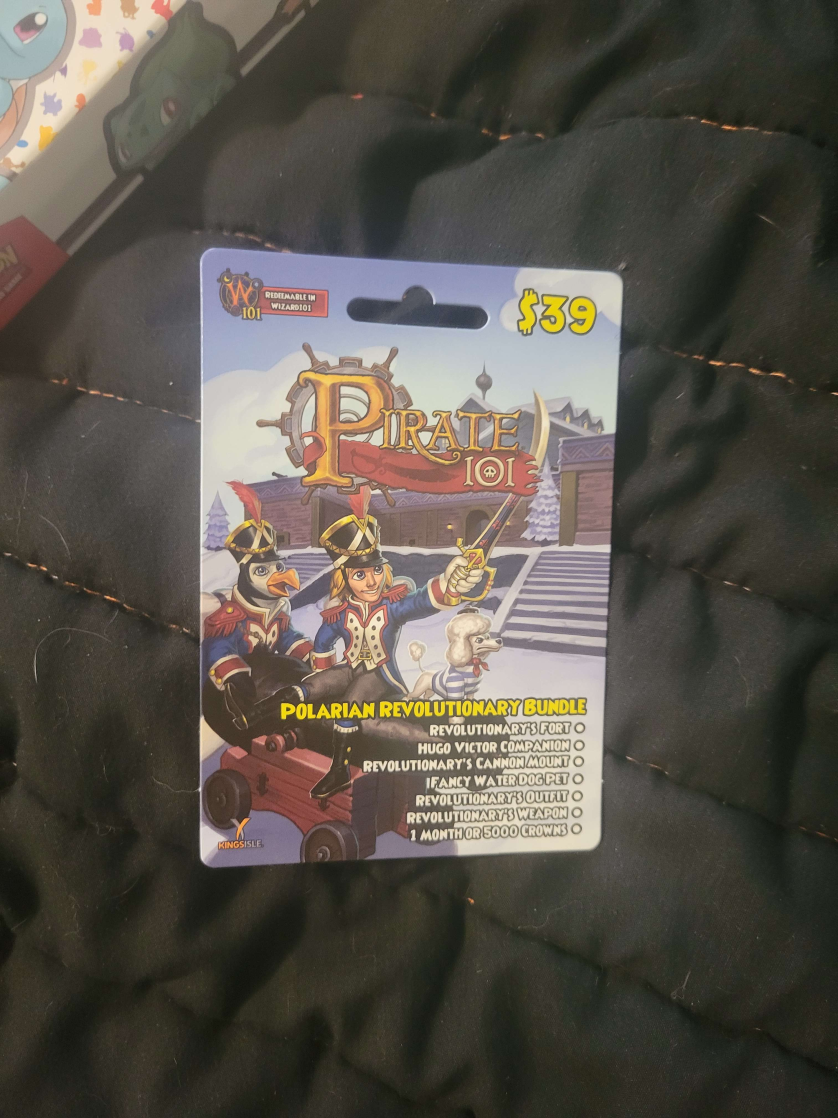 W
101
REDEEMABLE IN
WIZARD101
$39
PIRATE
101
POLARIAN REVOLUTIONARY BUNDLE
REVOLUTIONARY'S FORT
HUGO VICTOR COMPANION
REVOLUTIONARY'S CANNON MOUNT
FANCY WATER DOG PET
REVOLUTIONARY'S OUTFIT
REVOLUTIONARY'S WEAPON
1 MONTH OR 5000 CROWNS
KINGSISLE